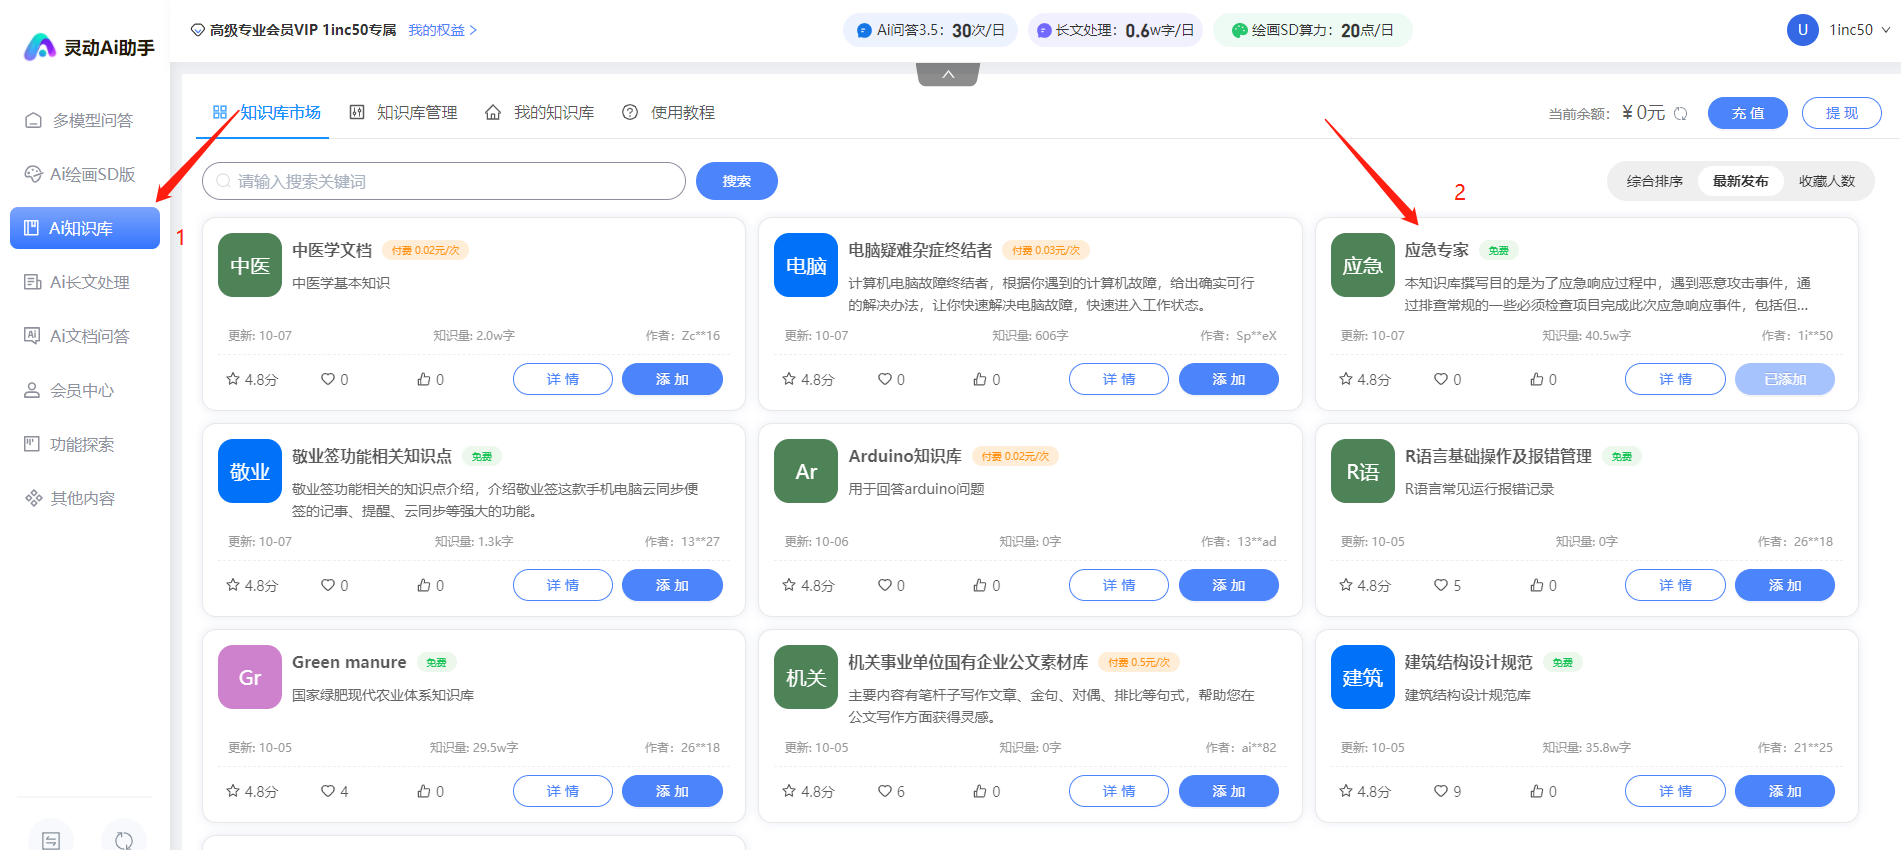 灵动Ai助手
高级专业会员VIP 1inc50专属
我的权益
Ai问答3.5：30次/日
长文处理：0.6w字/日
绘画SD算力：20点/日
U
1inc50
多模型问答
Ai绘画SD版
Ai知识库
Ai长文处理
Ai文档问答
会员中心
功能探索
其他内容
知识库市场
知识库管理
我的知识库
使用教程
当前余额：¥0元
充值
提现
请输入搜索关键词
搜索
综合排序
最新发布
收藏人数
1
2
中医
中医学文档
付费 0.02元/次
中医学基本知识
更新: 10-07
知识量: 2.0w字
作者：Zc**16
4.8分
0
0
详情
添加
电脑
电脑疑难杂症终结者
付费 0.03元/次
计算机电脑故障终结者，根据你遇到的计算机故障，给出确实可行
的解决办法，让你快速解决电脑故障，快速进入工作状态。
更新: 10-07
知识量: 606字
作者：Sp**eX
4.8分
0
0
详情
添加
应急
应急专家
免费
本知识库撰写目的是为了应急响应过程中，遇到恶意攻击事件，通
过排查常规的一些必须检查项目完成此次应急响应事件，包括但...
更新: 10-07
知识量: 40.5w字
作者：1i**50
4.8分
0
0
详情
已添加
敬业
敬业签功能相关知识点
免费
敬业签功能相关的知识点介绍，介绍敬业签这款手机电脑云同步便
签的记事、提醒、云同步等强大的功能。
更新: 10-07
知识量: 1.3k字
作者：13**27
4.8分
0
0
详情
添加
Ar
Arduino知识库
付费 0.02元/次
用于回答arduino问题
更新: 10-06
知识量: 0字
作者：13**ad
4.8分
0
0
详情
添加
R语
R语言基础操作及报错管理
免费
R语言常见运行报错记录
更新: 10-05
知识量: 0字
作者：26**18
4.8分
5
0
详情
添加
Gr
Green manure
免费
国家绿肥现代农业体系知识库
更新: 10-05
知识量: 29.5w字
作者：26**18
4.8分
4
0
详情
添加
机关
机关事业单位国有企业公文素材库
付费 0.5元/次
主要内容有笔杆子写作文章、金句、对偶、排比等句式，帮助您在
公文写作方面获得灵感。
更新: 10-05
知识量: 0字
作者：ai**82
4.8分
6
0
详情
添加
建筑
建筑结构设计规范
免费
建筑结构设计规范库
更新: 10-05
知识量: 35.8w字
作者：21**25
4.8分
9
0
详情
添加